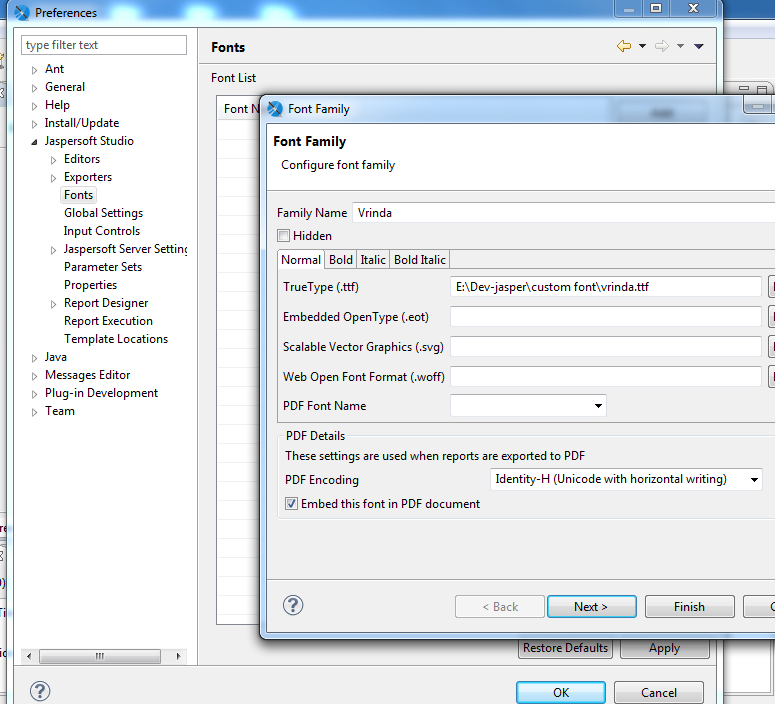 Preferences
type filter text
Ant
General
Help
Install/Update
Jaspersoft Studio
Editors
Exporters
Fonts
Global Settings
Input Controls
Jaspersoft Server Setting
Parameter Sets
Properties
Report Designer
Report Execution
Template Locations
Java
Messages Editor
Plug-in Development
Team
Fonts
Font List
Font N
Font Family
Font Family
Configure font family
Family Name Vrinda
Hidden
Normal Bold Italic Bold Italic
TrueType (.ttf) E:\Dev-jasper\custom font\vrinda.ttf
Embedded OpenType (.eot)
Scalable Vector Graphics (.svg)
Web Open Font Format (.woff)
PDF Font Name
PDF Details
These settings are used when reports are exported to PDF
PDF Encoding Identity-H (Unicode with horizontal writing)
Embed this font in PDF document
< Back Next > Finish
Restore Defaults Apply
OK Cancel